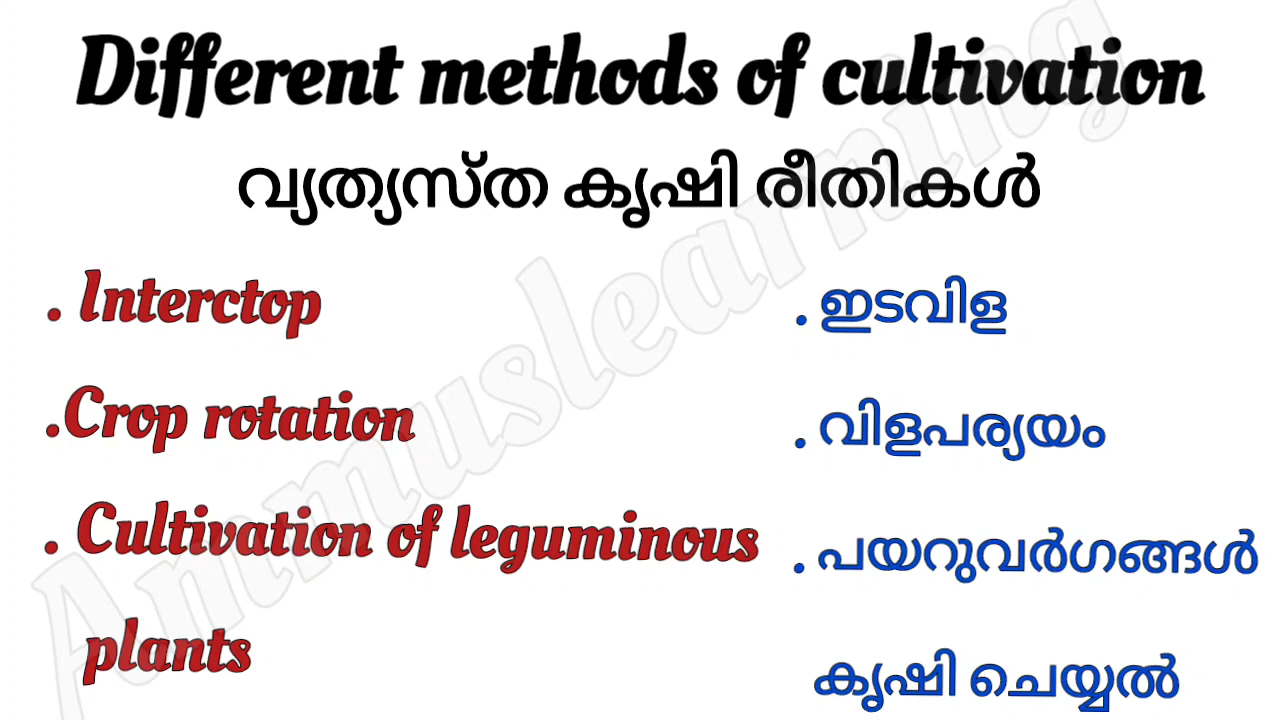 Different methods of cultivation
വ്യത്യസ്ത കൃഷി രീതികൾ
. Interctop
. ഇടവിള
.Crop rotation
. വിളപര്യയം
. Cultivation of leguminous
. പയറുവർഗങ്ങൾ
plants
കൃഷി ചെയ്യൽ
Ammuslearning